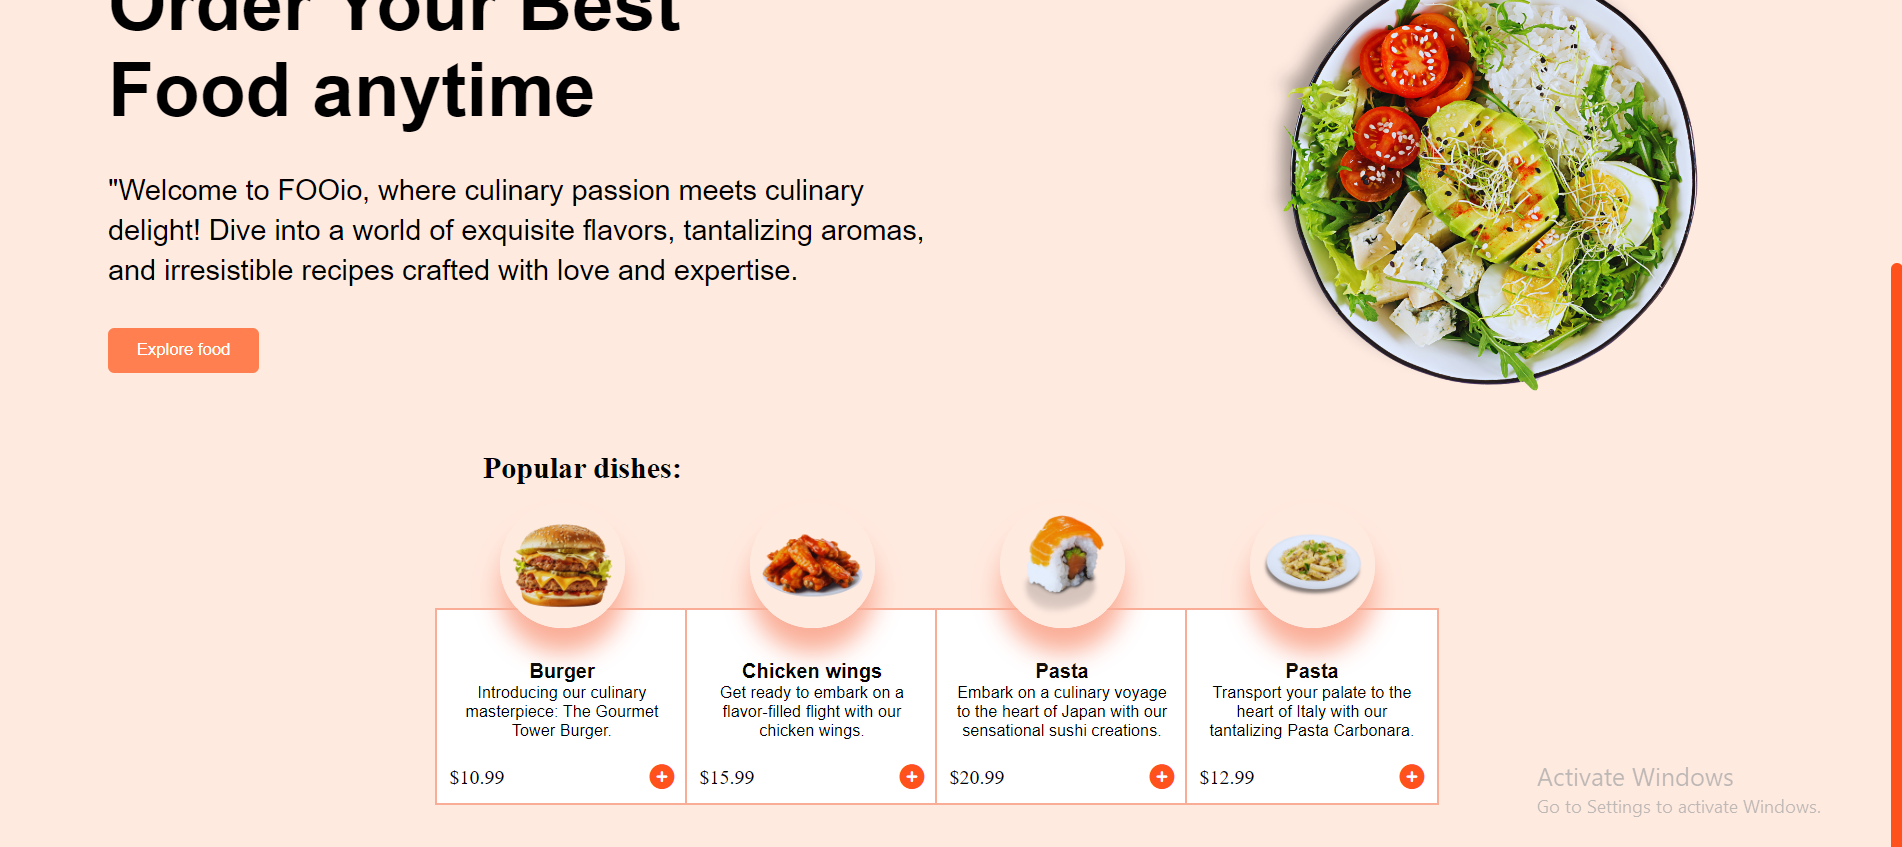 Order Your Best
Food anytime
"Welcome to FOOio, where culinary passion meets culinary
delight! Dive into a world of exquisite flavors, tantalizing aromas,
and irresistible recipes crafted with love and expertise.
Explore food
Popular dishes:
Burger
Introducing our culinary
masterpiece: The Gourmet
Tower Burger.
$10.99
+
Chicken wings
Get ready to embark on a
flavor-filled flight with our
chicken wings.
$15.99
+
Pasta
Embark on a culinary voyage
to the heart of Japan with our
sensational sushi creations.
$20.99
+
Pasta
Transport your palate to the
heart of Italy with our
tantalizing Pasta Carbonara.
$12.99
+
Activate Windows
Go to Settings to activate Windows.